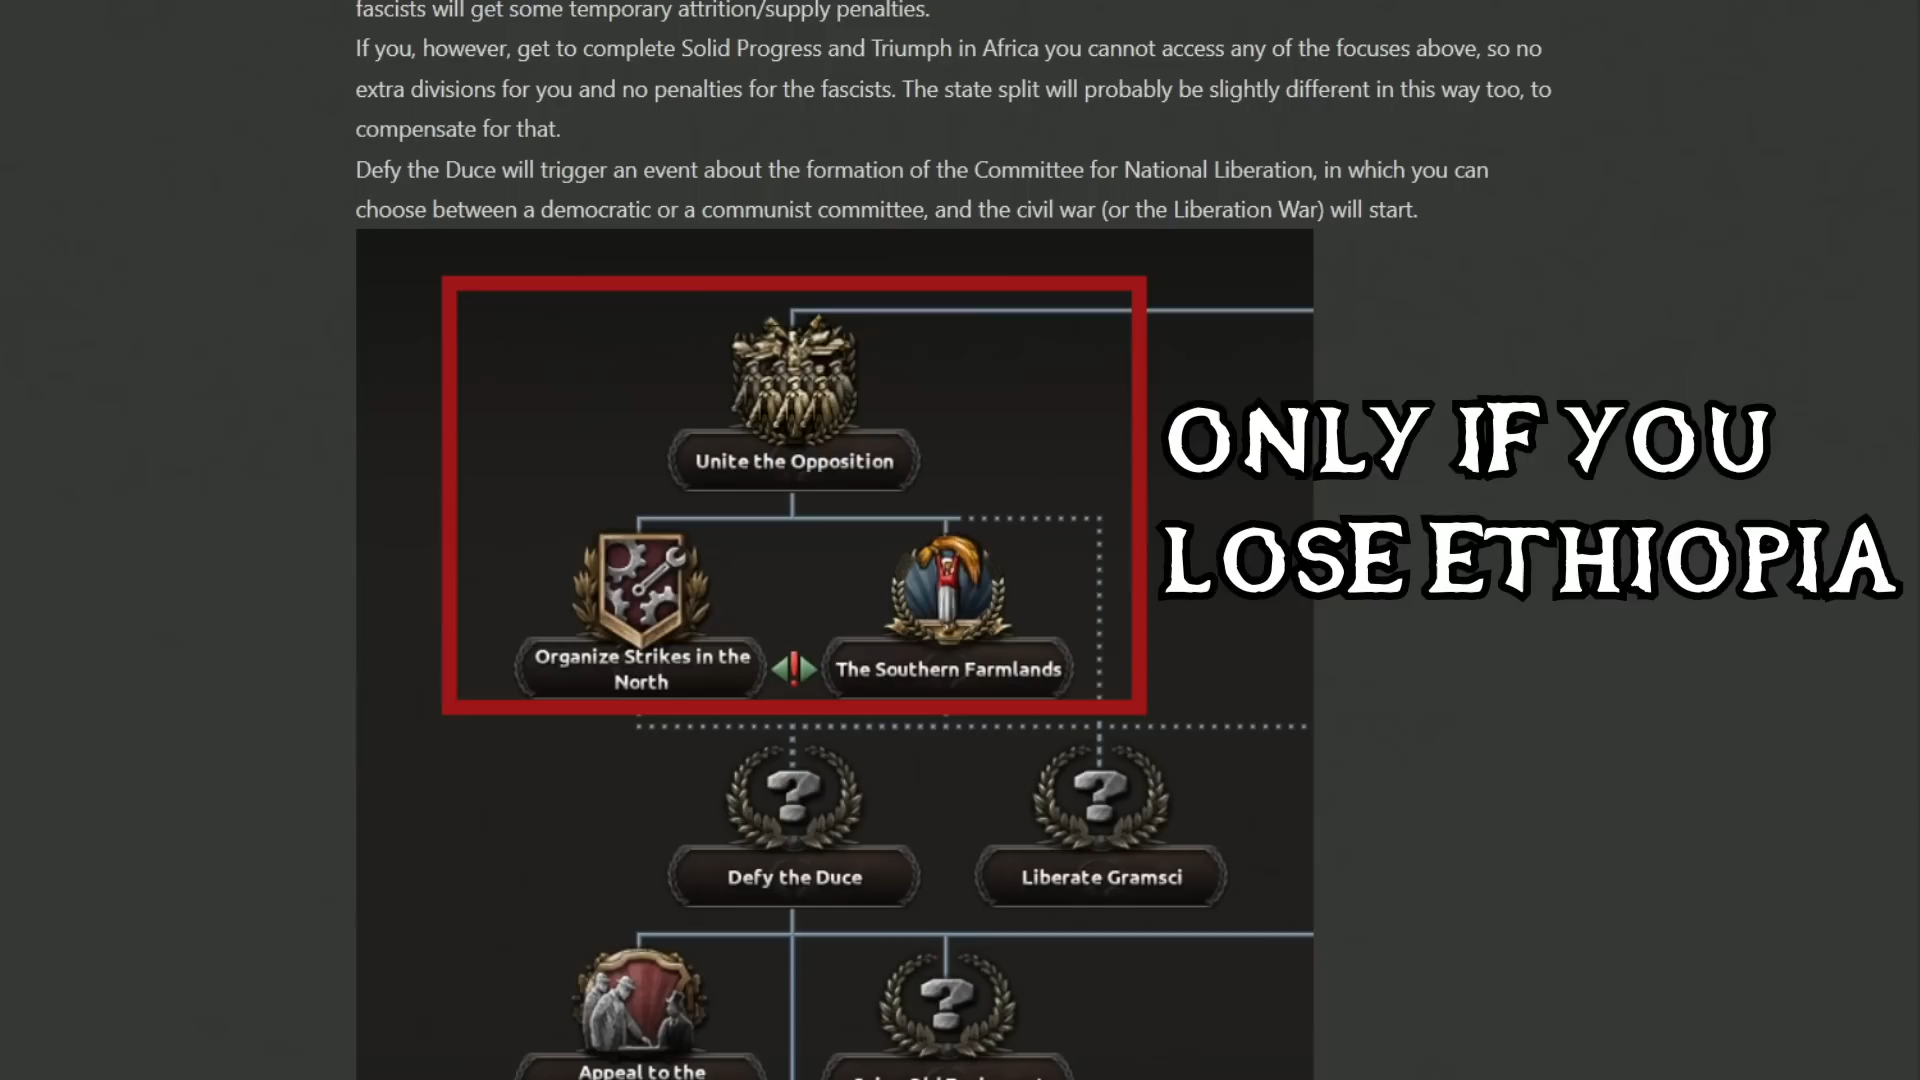 fascists will get some temporary attrition/supply penalties.
If you, however, get to complete Solid Progress and Triumph in Africa you cannot access any of the focuses above, so no
extra divisions for you and no penalties for the fascists. The state split will probably be slightly different in this way too, to
compensate for that.
Defy the Duce will trigger an event about the formation of the Committee for National Liberation, in which you can
choose between a democratic or a communist committee, and the civil war (or the Liberation War) will start.
Unite the Opposition
ONLY IF YOU
LOSE ETHIOPIA
Organize Strikes in the
North
The Southern Farmlands
Defy the Duce
Liberate Gramsci
Appeal to the